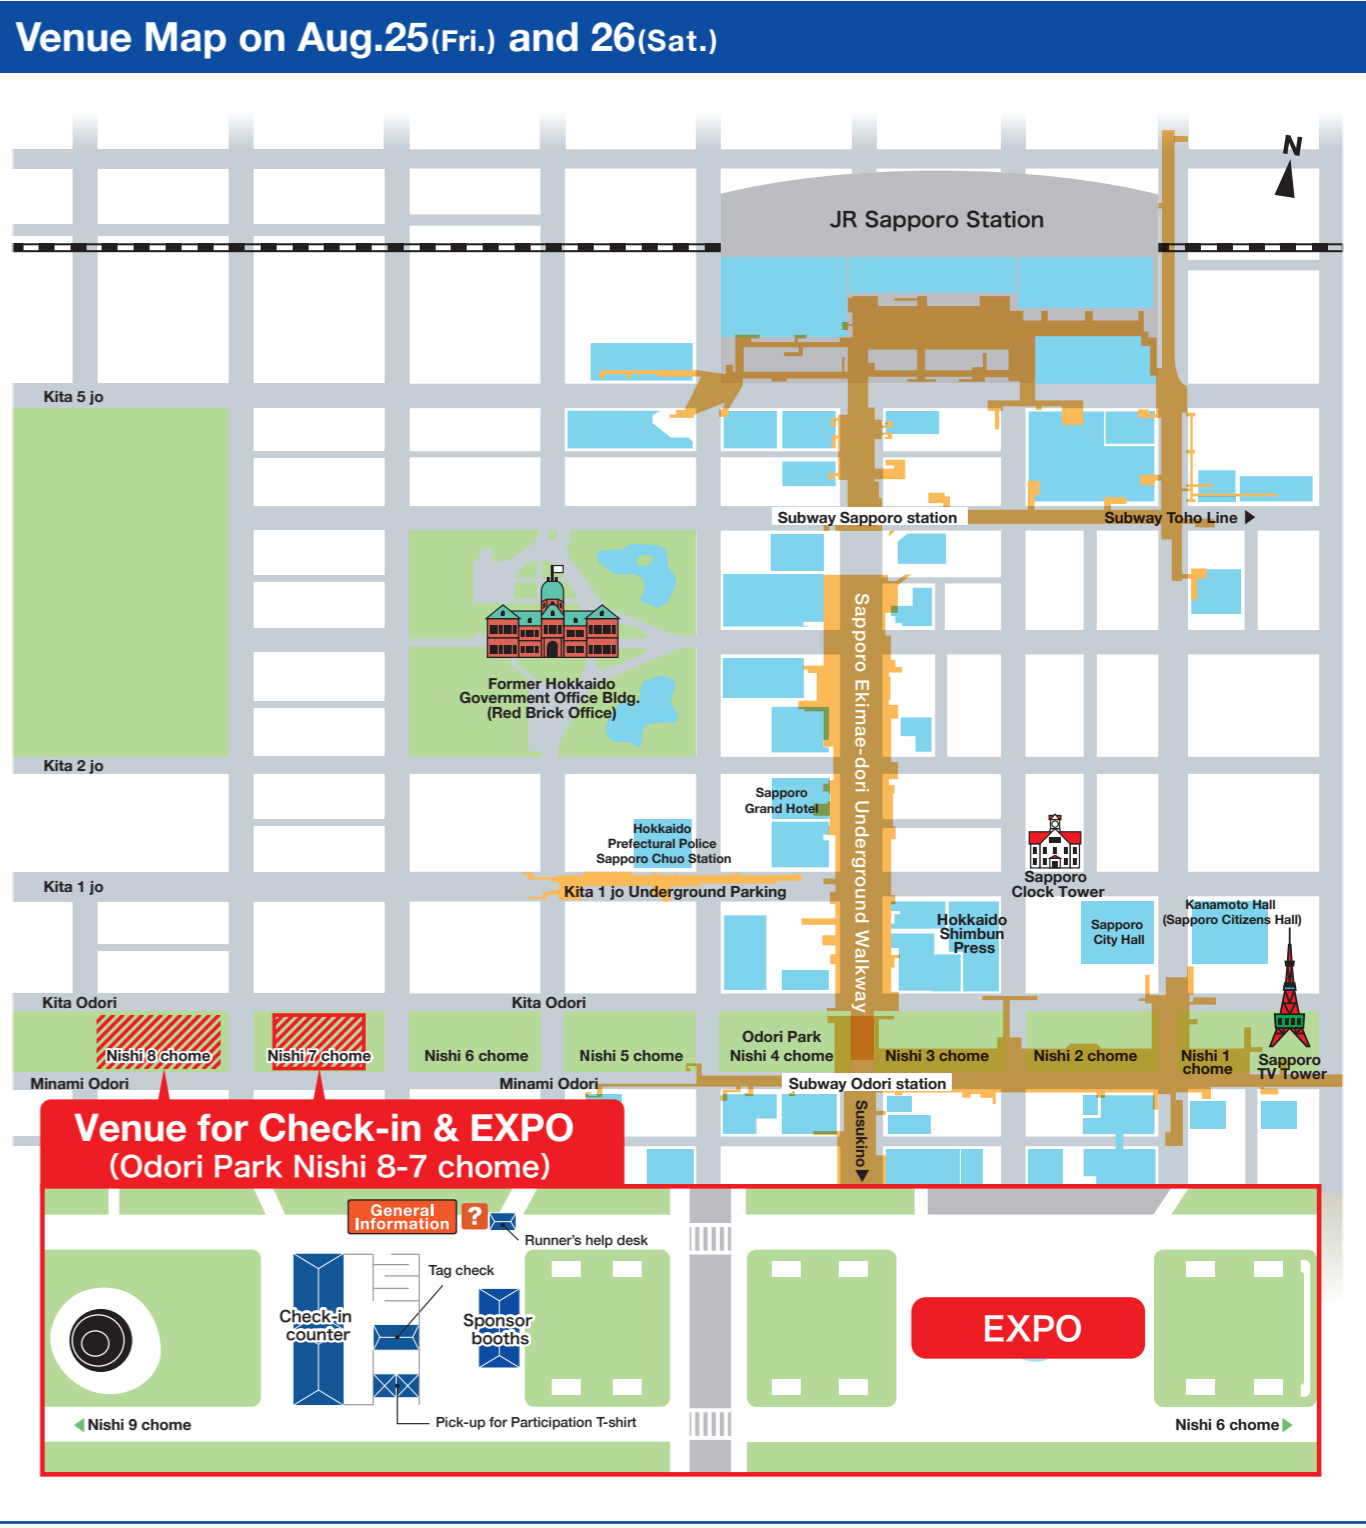 Venue Map on Aug.25(Fri.) and 26(Sat.)
N
JR Sapporo Station
Kita 5 jo
Subway Sapporo station
Subway Toho Line
Sapporo Ekimae-dori Underground Walkway
Former Hokkaido
Government Office Bldg.
(Red Brick Office)
Kita 2 jo
Sapporo
Grand Hotel
Hokkaido
Prefectural Police
Sapporo Chuo Station
Sapporo
Clock Tower
Kita 1 jo
Kita 1 jo Underground Parking
Hokkaido
Shimbun
Press
Sapporo
City Hall
Kanamoto Hall
(Sapporo Citizens Hall)
Kita Odori
Kita Odori
Odori Park
Nishi 8 chome
Nishi 7 chome
Nishi 6 chome
Nishi 5 chome
Nishi 4 chome
Nishi 3 chome
Nishi 2 chome
Nishi 1
chome
Sapporo
TV Tower
Minami Odori
Minami Odori
Subway Odori station
Susukino
Venue for Check-in & EXPO
(Odori Park Nishi 8-7 chome)
General
Information
?
Runner's help desk
Tag check
Check-in
counter
Sponsor
booths
EXPO
Pick-up for Participation T-shirt
Nishi 9 chome
Nishi 6 chome